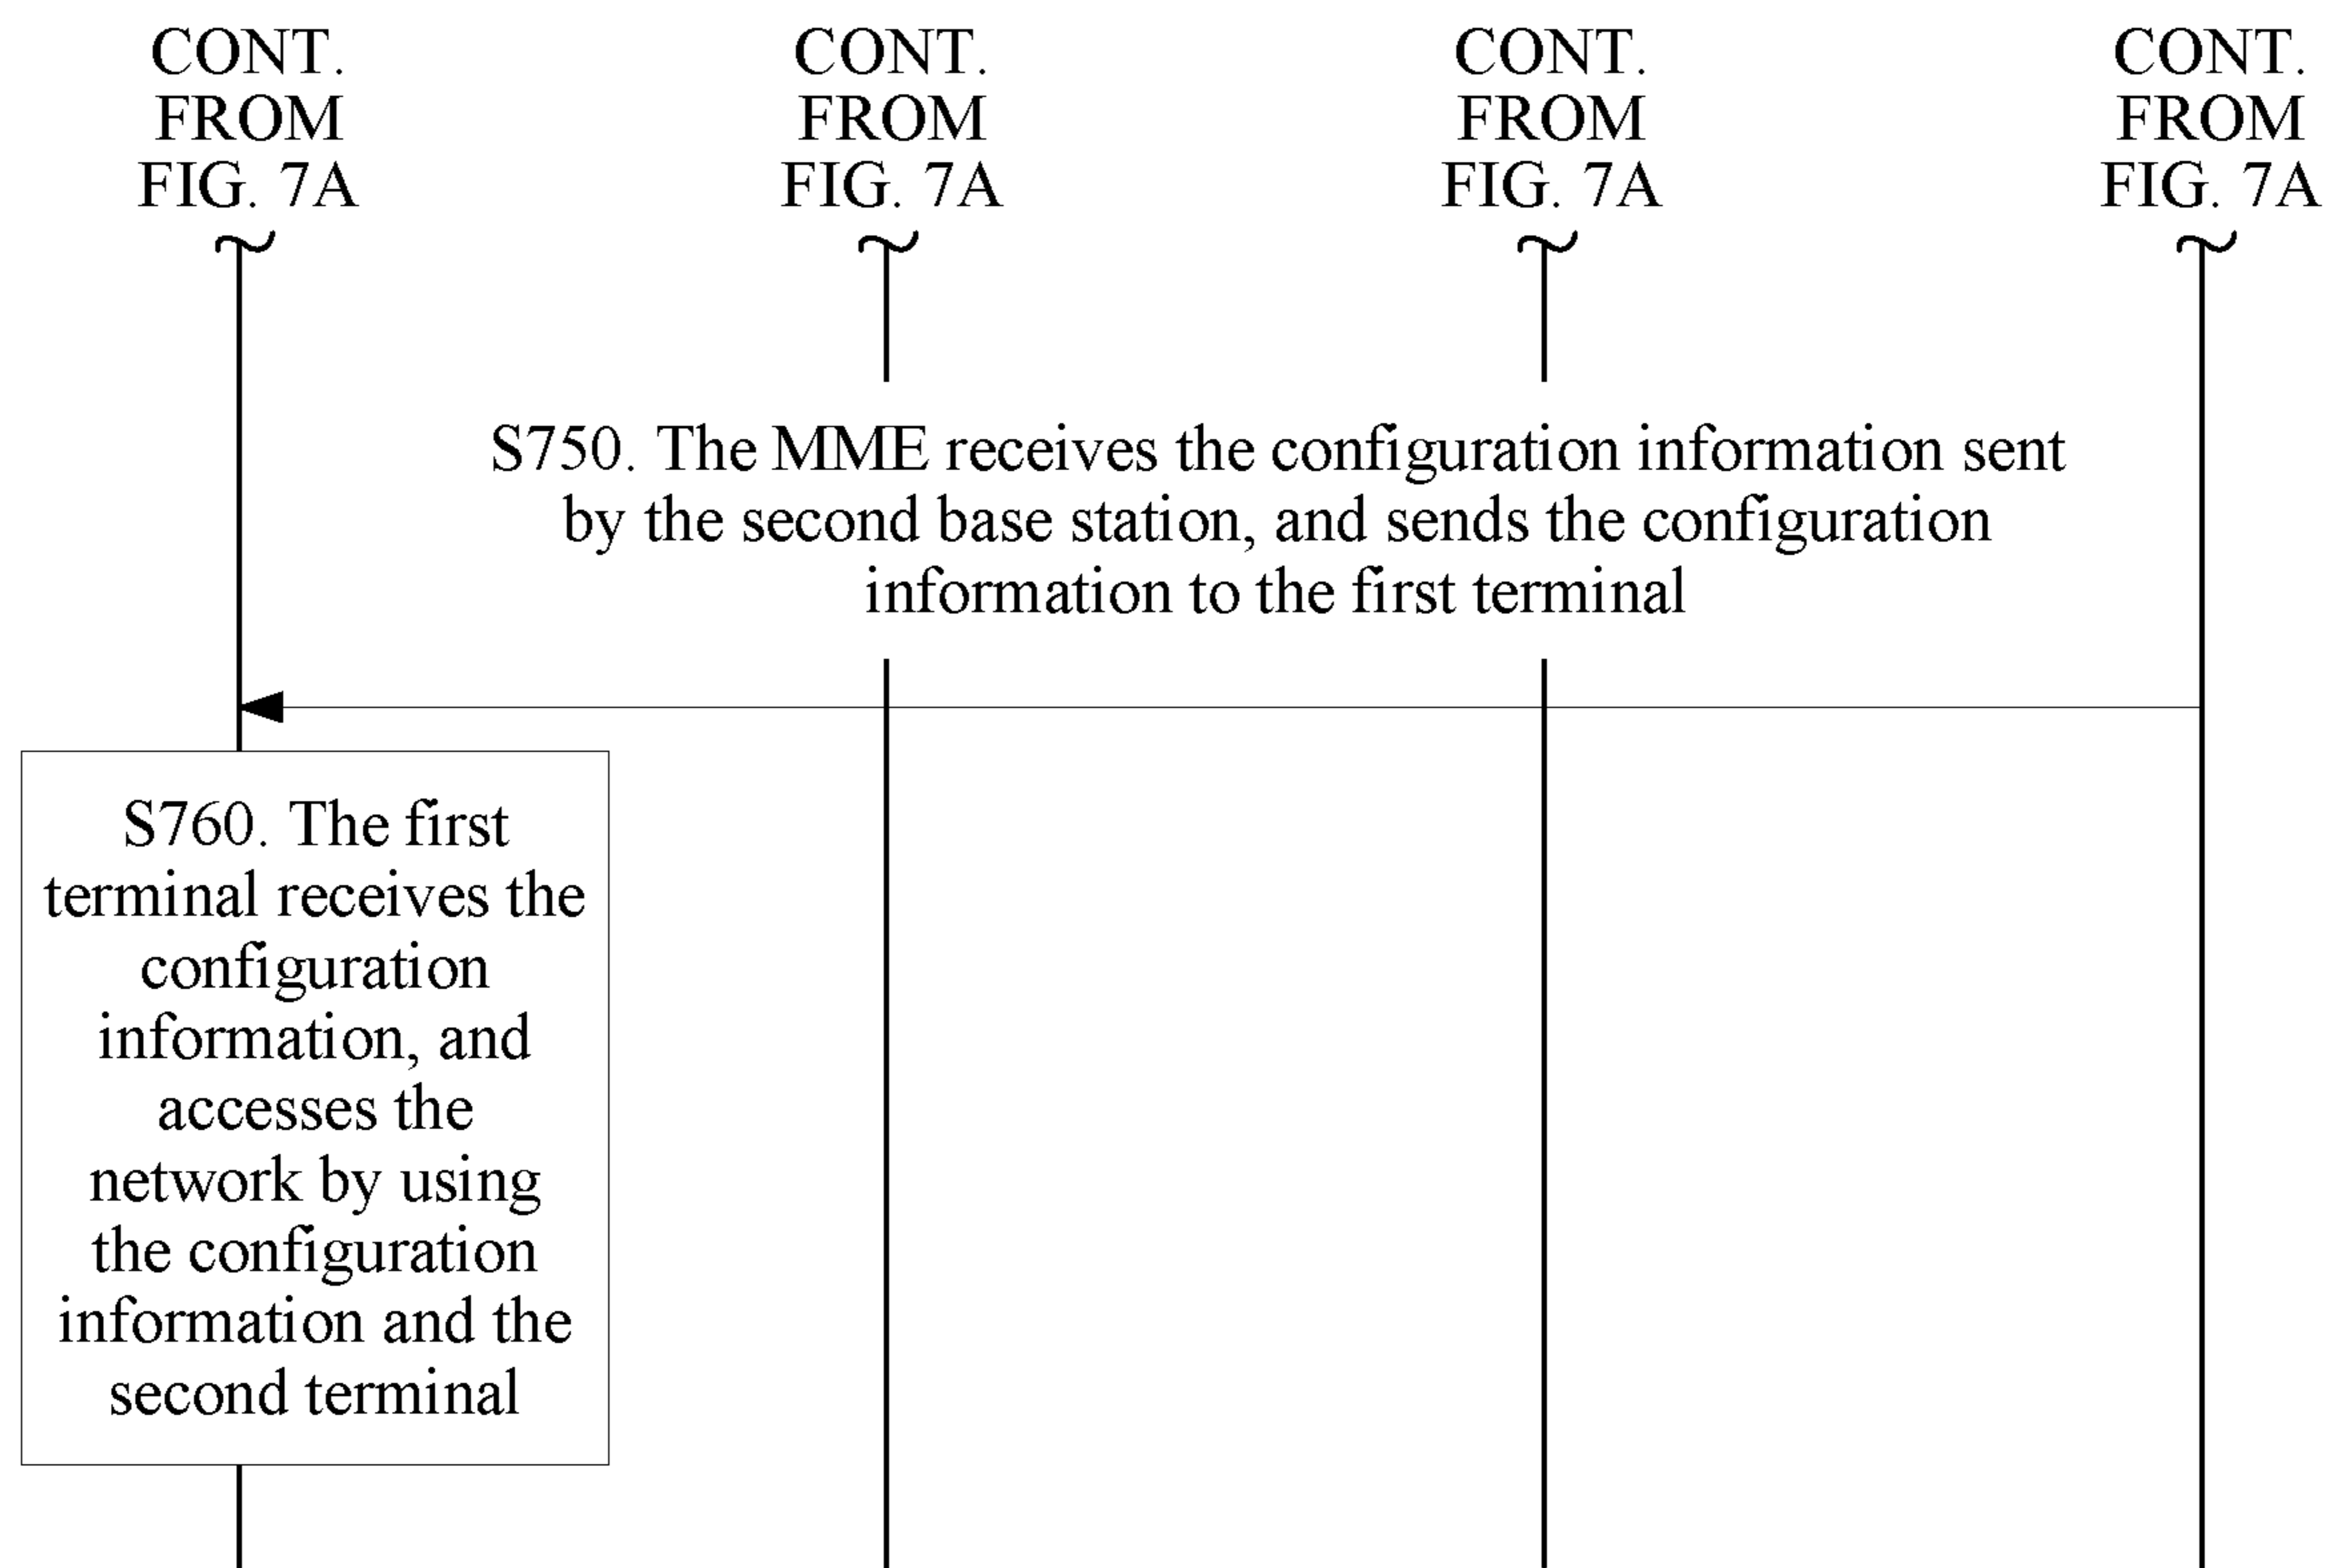 CONT.
FROM
FIG. 7A
CONT.
FROM
FIG. 7A
CONT.
FROM
FIG. 7A
CONT.
FROM
FIG. 7A
S750. The MME receives the configuration information sent
by the second base station, and sends the configuration
information to the first terminal
S760. The first
terminal receives the
configuration
information, and
accesses the
network by using
the configuration
information and the
second terminal